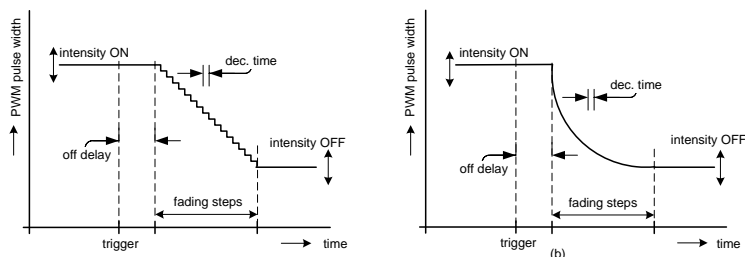 PWM pulse width
intensity ON
dec. time
off delay
intensity OFF
fading steps
trigger
time
PWM pulse width
intensity ON
dec. time
intensity OFF
off delay
fading steps
trigger
time
(b)